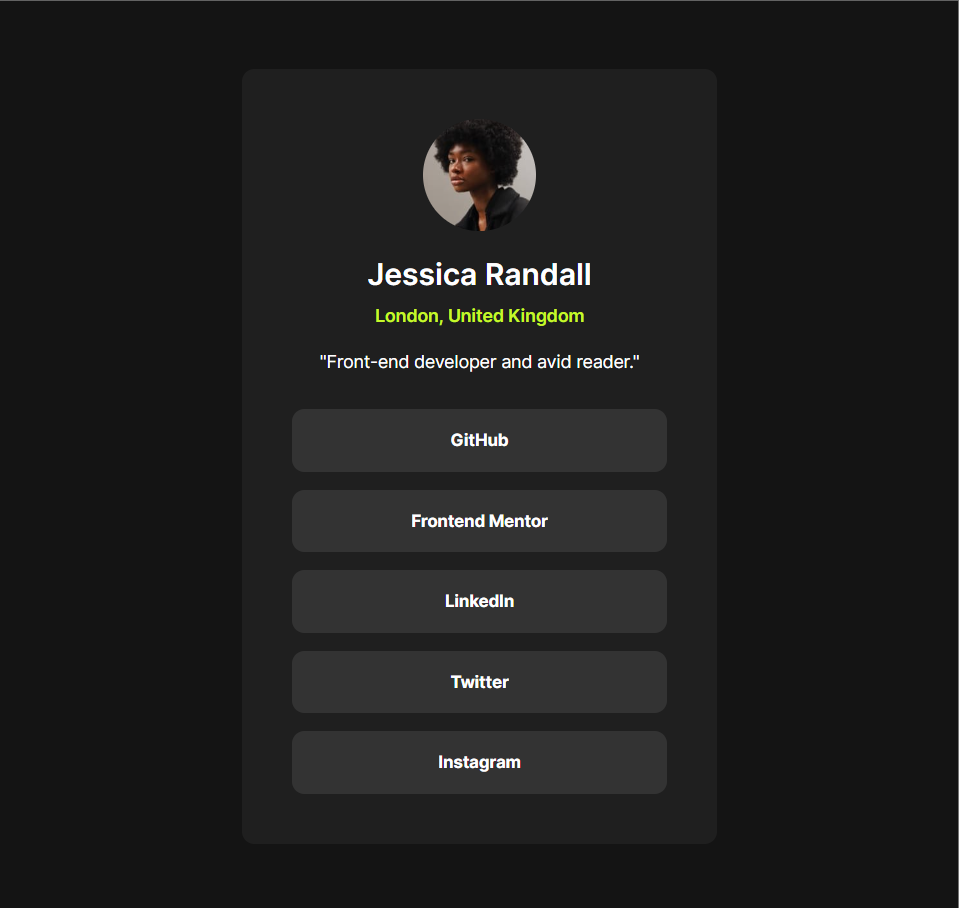 Jessica Randall
London, United Kingdom
"Front-end developer and avid reader."
GitHub
Frontend Mentor
LinkedIn
Twitter
Instagram